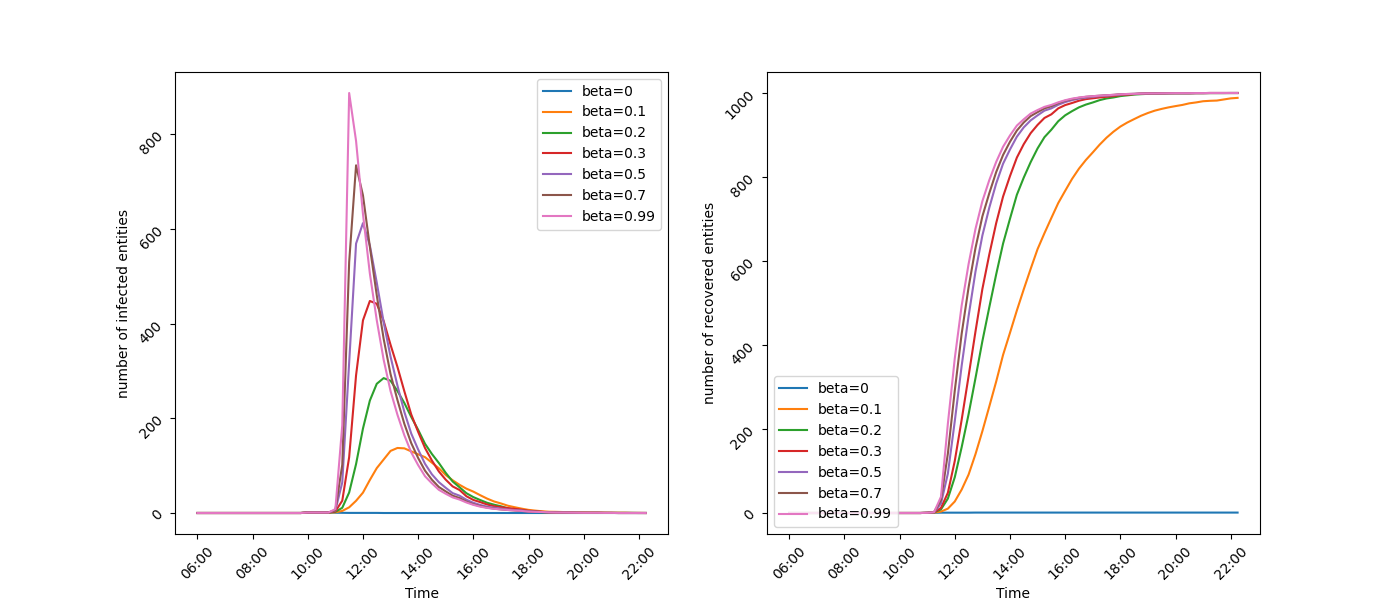 number of infected entities
800
600
400
200
0
beta=0
beta=0.1
beta=0.2
beta=0.3
beta=0.5
beta=0.7
beta=0.99
06:00 08:00 10:00 12:00 14:00 16:00 18:00 20:00 22:00
Time
number of recovered entities
1000
800
600
400
200
0
beta=0
beta=0.1
beta=0.2
beta=0.3
beta=0.5
beta=0.7
beta=0.99
06:00 08:00 10:00 12:00 14:00 16:00 18:00 20:00 22:00
Time